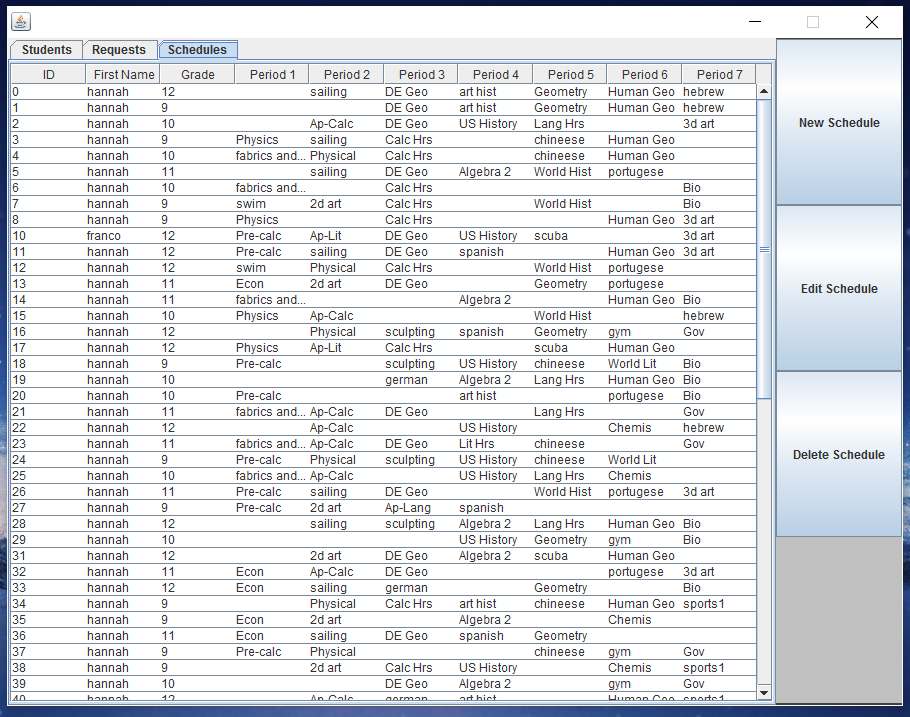 Students Requests Schedules
ID First Name Grade Period 1 Period 2 Period 3 Period 4 Period 5 Period 6 Period 7
0 hannah 12 sailing DE Geo art hist Geometry Human Geo hebrew
1 hannah 9 DE Geo art hist Geometry Human Geo hebrew
2 hannah 10 Ap-Calc DE Geo US History Lang Hrs 3d art
3 hannah 9 Physics sailing Calc Hrs chineese Human Geo
4 hannah 10 fabrics and... Physical Calc Hrs chineese Human Geo
5 hannah 11 sailing DE Geo Algebra 2 World Hist portugese
6 hannah 10 fabrics and... Calc Hrs Bio
7 hannah 9 swim 2d art Calc Hrs World Hist Bio
8 hannah 9 Physics Calc Hrs Human Geo 3d art
10 franco 12 Pre-calc Ap-Lit DE Geo US History scuba 3d art
11 hannah 12 Pre-calc sailing DE Geo spanish Human Geo 3d art
12 hannah 12 swim Physical Calc Hrs World Hist portugese
13 hannah 11 Econ 2d art DE Geo Geometry portugese
14 hannah 11 fabrics and... Algebra 2 Human Geo Bio
15 hannah 10 Physics Ap-Calc World Hist hebrew
16 hannah 12 Physical sculpting spanish Geometry gym Gov
17 hannah 12 Physics Ap-Lit Calc Hrs scuba Human Geo
18 hannah 9 Pre-calc sculpting US History chineese World Lit Bio
19 hannah 10 german Algebra 2 Lang Hrs Human Geo Bio
20 hannah 10 Pre-calc art hist portugese Bio
21 hannah 11 fabrics and... Ap-Calc DE Geo Lang Hrs Gov
22 hannah 12 Ap-Calc US History Chemis hebrew
23 hannah 11 fabrics and... Ap-Calc DE Geo Lit Hrs chineese Gov
24 hannah 9 Pre-calc Physical sculpting US History chineese World Lit
25 hannah 10 fabrics and... Ap-Calc US History Lang Hrs Chemis
26 hannah 11 Pre-calc sailing DE Geo World Hist portugese 3d art
27 hannah 9 Pre-calc 2d art Ap-Lang spanish
28 hannah 12 sailing sculpting Algebra 2 Lang Hrs Human Geo Bio
29 hannah 10 US History Geometry gym Bio
31 hannah 12 2d art DE Geo Algebra 2 scuba Human Geo
32 hannah 11 Econ Ap-Calc DE Geo portugese 3d art
33 hannah 12 Econ sailing german Geometry Bio
34 hannah 9 Physical Calc Hrs art hist chineese Human Geo sports1
35 hannah 9 Econ 2d art Algebra 2 Chemis
36 hannah 11 Econ sailing DE Geo spanish Geometry
37 hannah 9 Pre-calc Physical chineese gym Gov
38 hannah 9 2d art Calc Hrs US History Chemis sports1
39 hannah 10 DE Geo Algebra 2 gym Gov
40 hannah 12 Ap-Calc german art hist Human Geo sports1
New Schedule
Edit Schedule
Delete Schedule